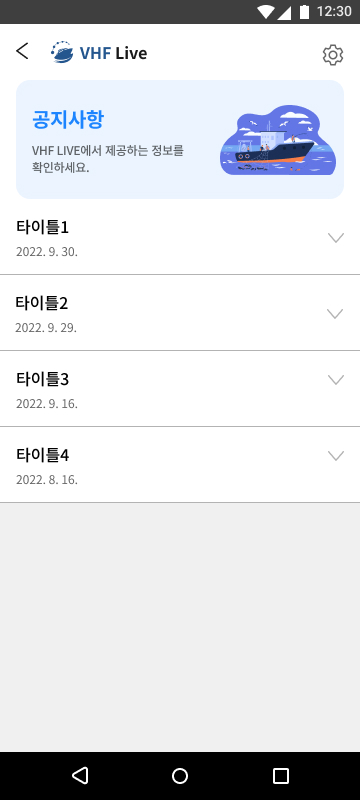 12:30
VHF Live
공지사항
VHF LIVE에서 제공하는 정보를
확인하세요.
타이틀1
2022. 9. 30.
타이틀2
2022. 9. 29.
타이틀3
2022. 9. 16.
타이틀4
2022. 8. 16.